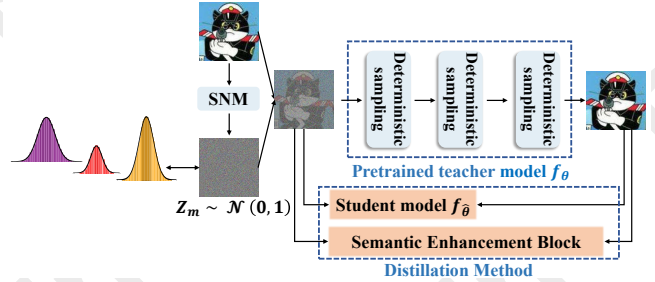 SNM
Deterministic
sampling
Deterministic
sampling
Deterministic
sampling
Pretrained teacher model f_θ
Z_m ~ 𝒩 (0, 1)
Student model f_θ̂
Semantic Enhancement Block
Distillation Method